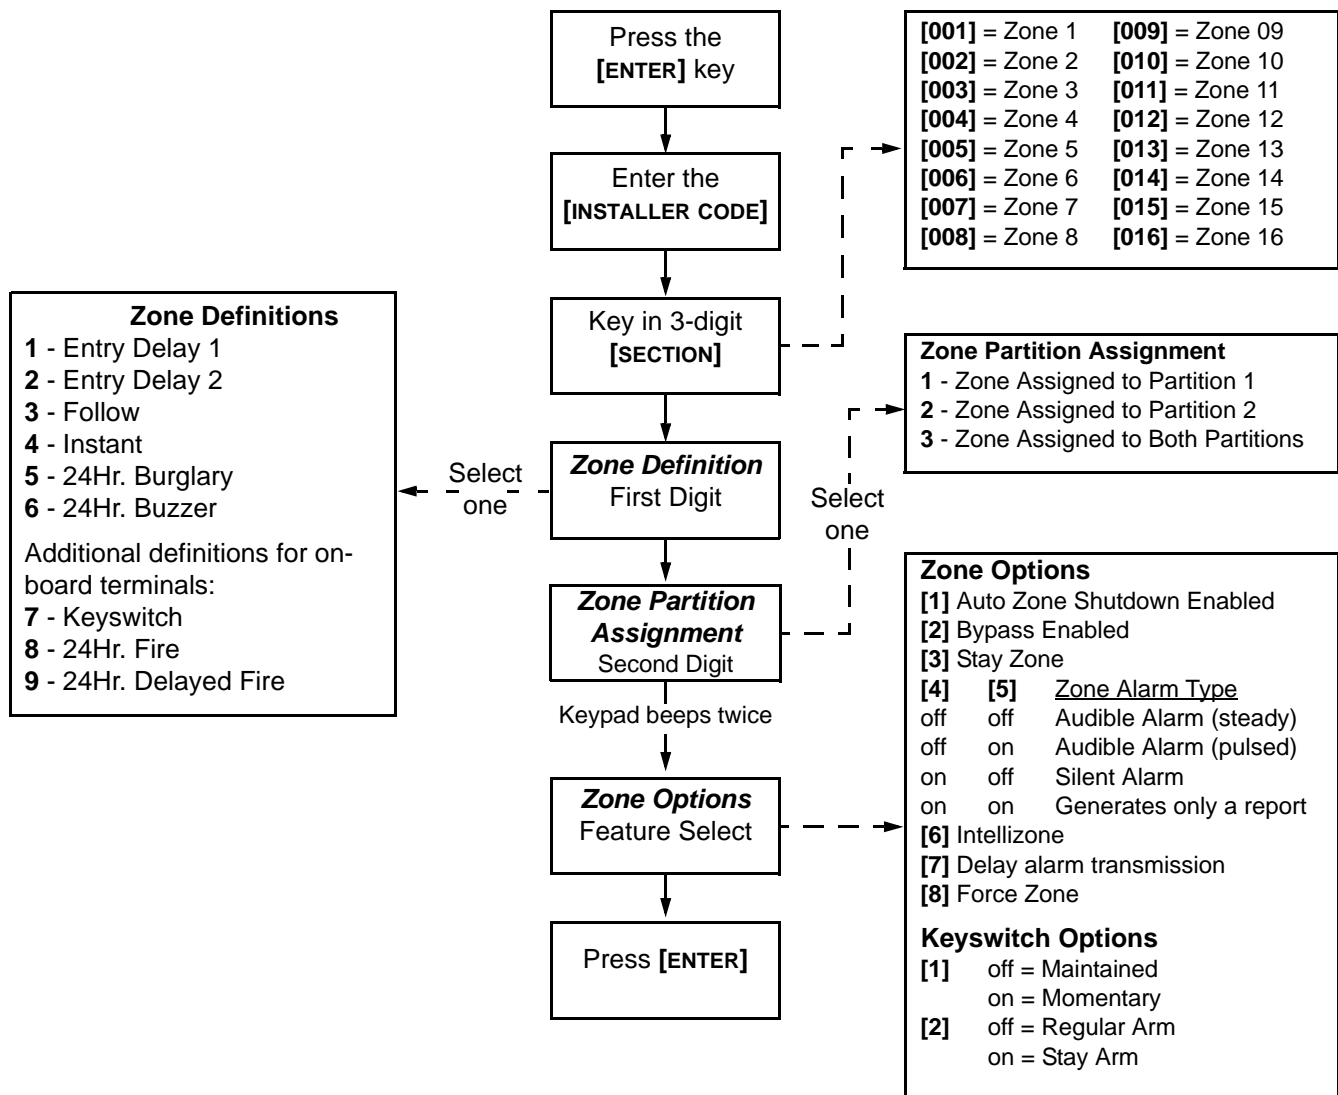 Press the
[ENTER] key
Enter the
[INSTALLER CODE]
Key in 3-digit
[SECTION]
Zone Definition
First Digit
Zone Partition
Assignment
Second Digit
Keypad beeps twice
Zone Options
Feature Select
Press [ENTER]
Select
one
Zone Definitions
1 - Entry Delay 1
2 - Entry Delay 2
3 - Follow
4 - Instant
5 - 24Hr. Burglary
6 - 24Hr. Buzzer
Additional definitions for on-
board terminals:
7 - Keyswitch
8 - 24Hr. Fire
9 - 24Hr. Delayed Fire
[001] = Zone 1 [009] = Zone 09
[002] = Zone 2 [010] = Zone 10
[003] = Zone 3 [011] = Zone 11
[004] = Zone 4 [012] = Zone 12
[005] = Zone 5 [013] = Zone 13
[006] = Zone 6 [014] = Zone 14
[007] = Zone 7 [015] = Zone 15
[008] = Zone 8 [016] = Zone 16
Select
one
Zone Partition Assignment
1 - Zone Assigned to Partition 1
2 - Zone Assigned to Partition 2
3 - Zone Assigned to Both Partitions
Zone Options
[1] Auto Zone Shutdown Enabled
[2] Bypass Enabled
[3] Stay Zone
[4] [5] Zone Alarm Type
off off Audible Alarm (steady)
off on Audible Alarm (pulsed)
on off Silent Alarm
on on Generates only a report
[6] Intellizone
[7] Delay alarm transmission
[8] Force Zone
Keyswitch Options
[1] off = Maintained
on = Momentary
[2] off = Regular Arm
on = Stay Arm